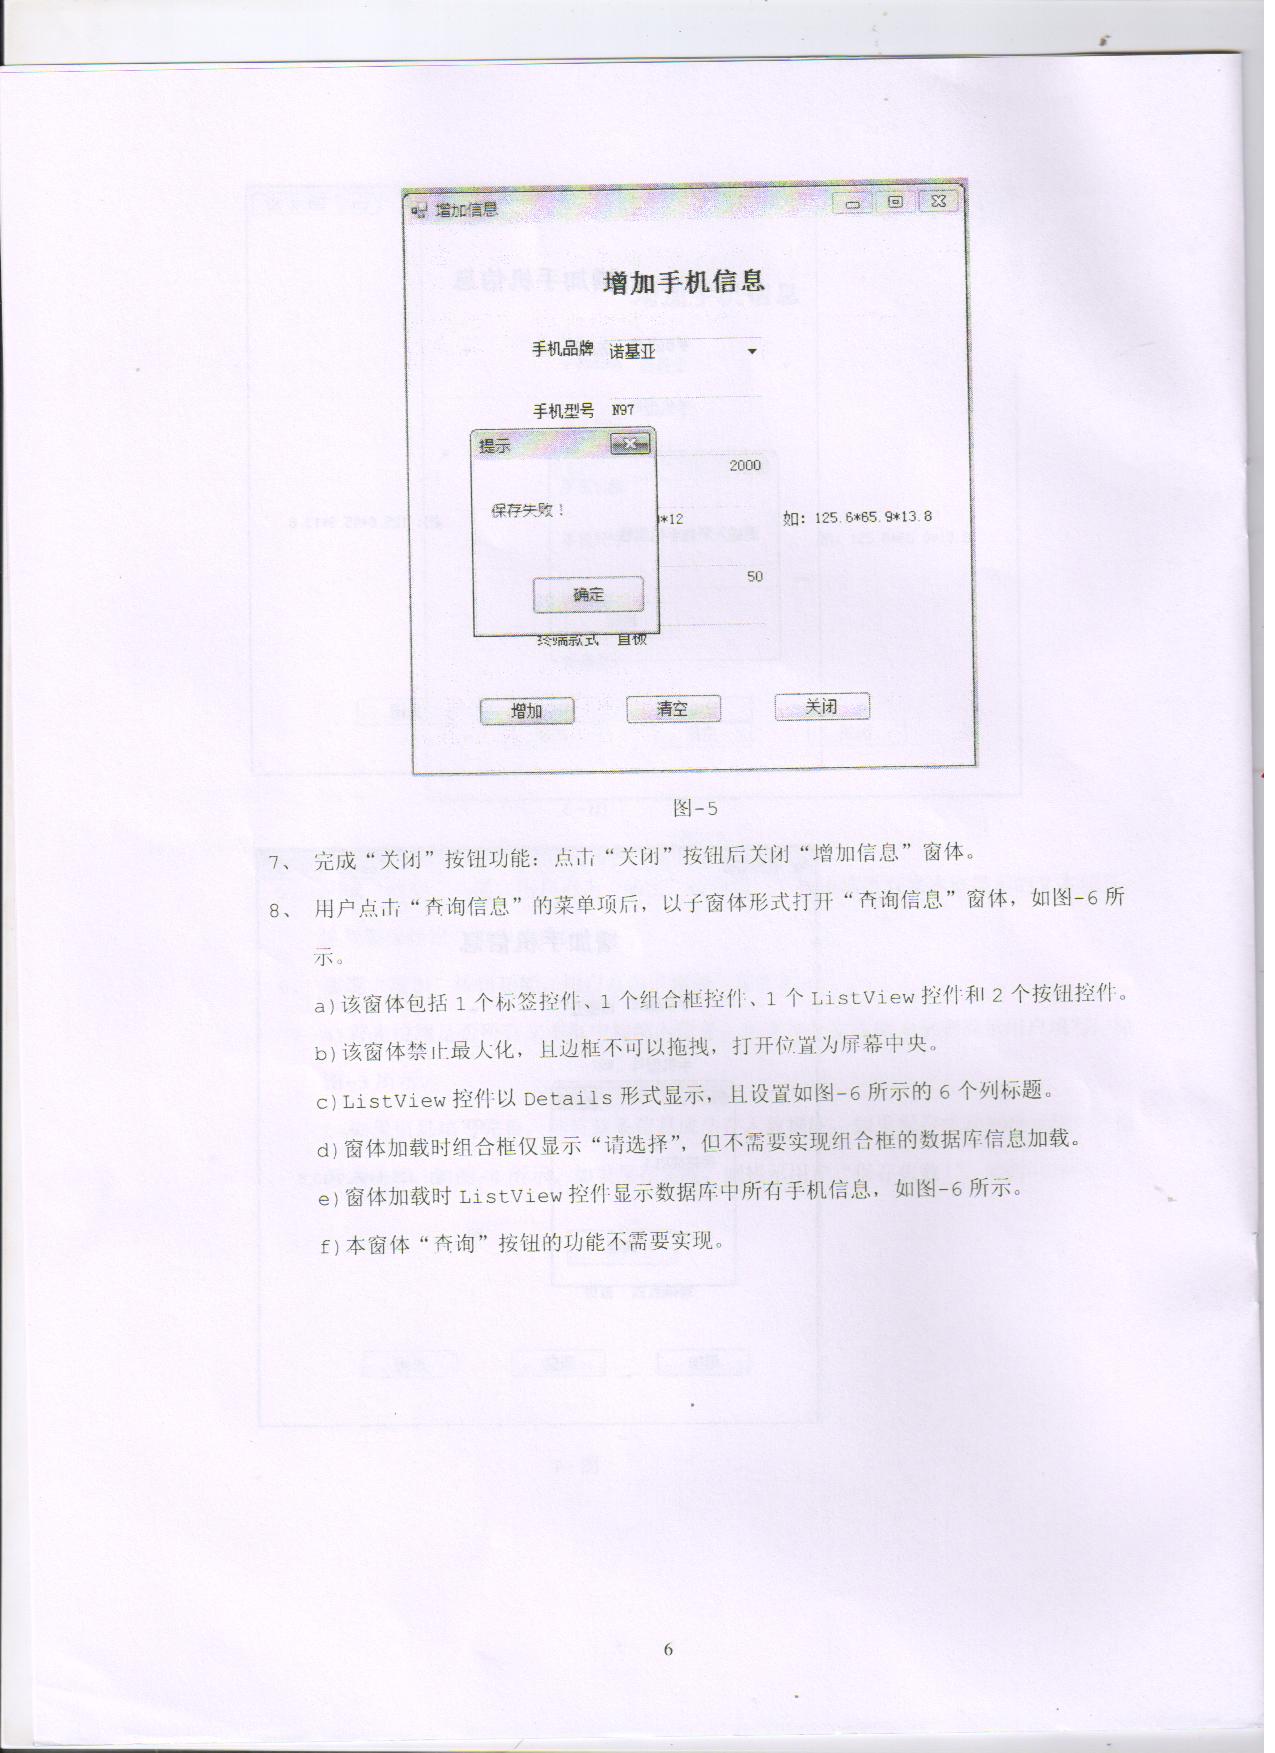 增加信息
增加手机信息
手机品牌 诺基亚
手机型号 N97
提示
2000
保存失败！
*12 如：125.6*65.9*13.8
50
确定
终端款式 直板
增加 清空 关闭
图-5
7、 完成“关闭”按钮功能：点击“关闭”按钮后关闭“增加信息”窗体。
8、 用户点击“查询信息”的菜单项后，以子窗体形式打开“查询信息”窗体，如图-6 所
示。
a)该窗体包括 1 个标签控件、1 个组合框控件、1 个 ListView 控件和 2 个按钮控件。
b)该窗体禁止最大化，且边框不可以拖拽，打开位置为屏幕中央。
c)ListView 控件以 Details 形式显示，且设置如图-6 所示的 6 个列标题。
d)窗体加载时组合框仅显示“请选择”，但不需要实现组合框的数据库信息加载。
e)窗体加载时 ListView 控件显示数据库中所有手机信息，如图-6 所示。
f)本窗体“查询”按钮的功能不需要实现。
6